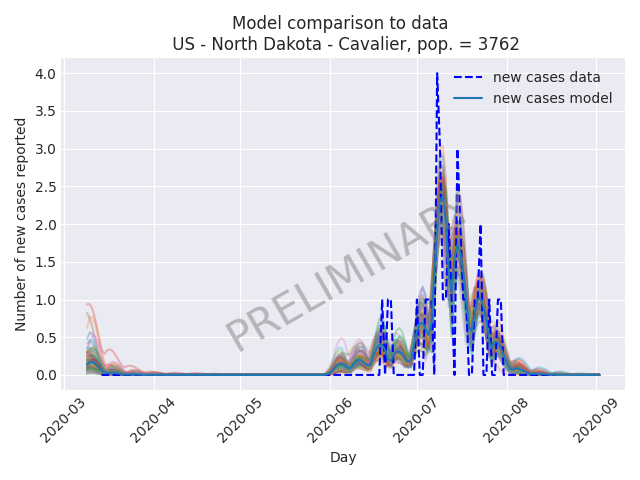 Model comparison to data
US - North Dakota - Cavalier, pop. = 3762
new cases data
new cases model
Number of new cases reported
4.0
3.5
3.0
2.5
2.0
1.5
1.0
0.5
0.0
PRELIMINARY
2020-03
2020-04
2020-05
2020-06
2020-07
2020-08
2020-09
Day